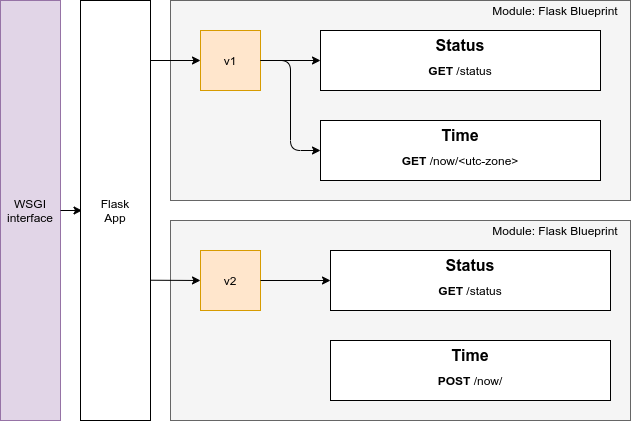 WSGI
interface
Flask
App
Module: Flask Blueprint
v1
Status
GET /status
Time
GET /now/<utc-zone>
Module: Flask Blueprint
v2
Status
GET /status
Time
POST /now/